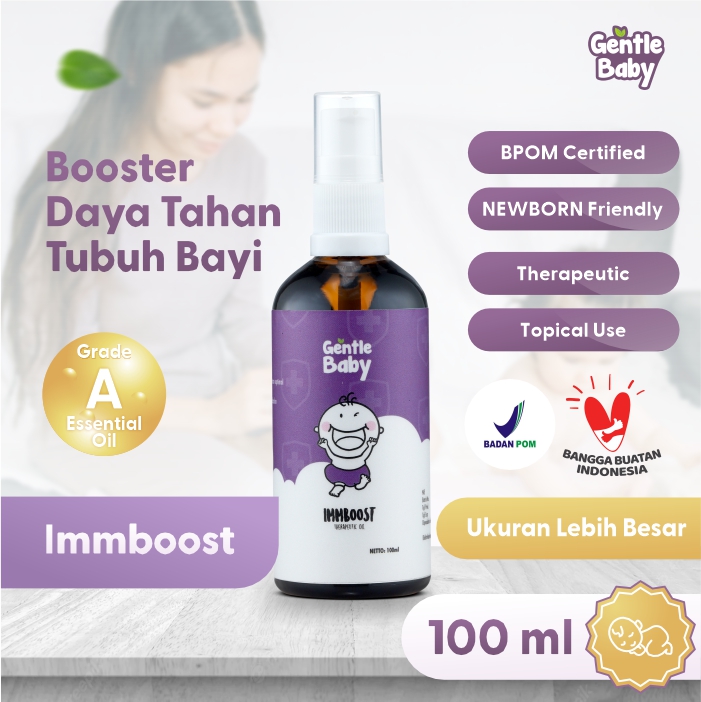 Gentle
Baby
Booster
Daya Tahan
Tubuh Bayi
BPOM Certified
NEWBORN Friendly
Therapeutic
Topical Use
Grade
A
Essential
Oil
Gentle
Baby
IMMBOOST
THERAPEUTIC OIL
NETTO: 100ml
BADAN POM
BANGGA BUATAN
INDONESIA
Immboost
Ukuran Lebih Besar
100 ml